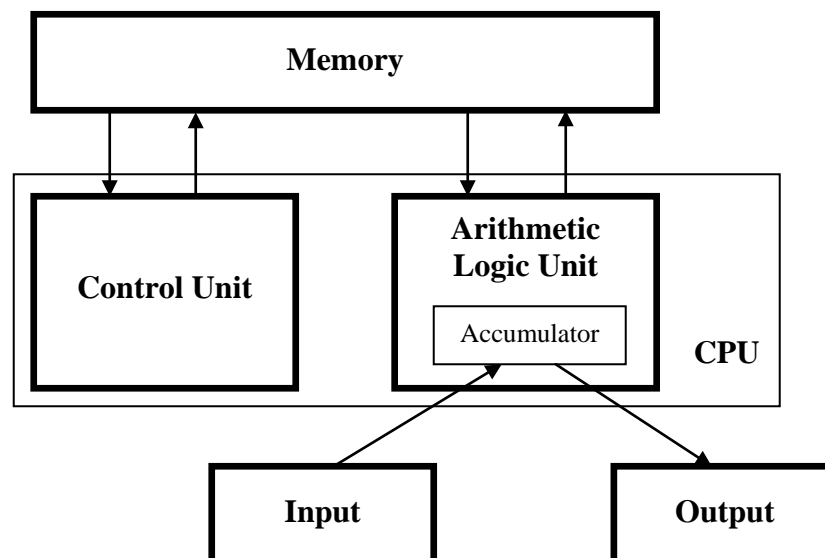 Memory
Control Unit
Arithmetic
Logic Unit
Accumulator
CPU
Input
Output